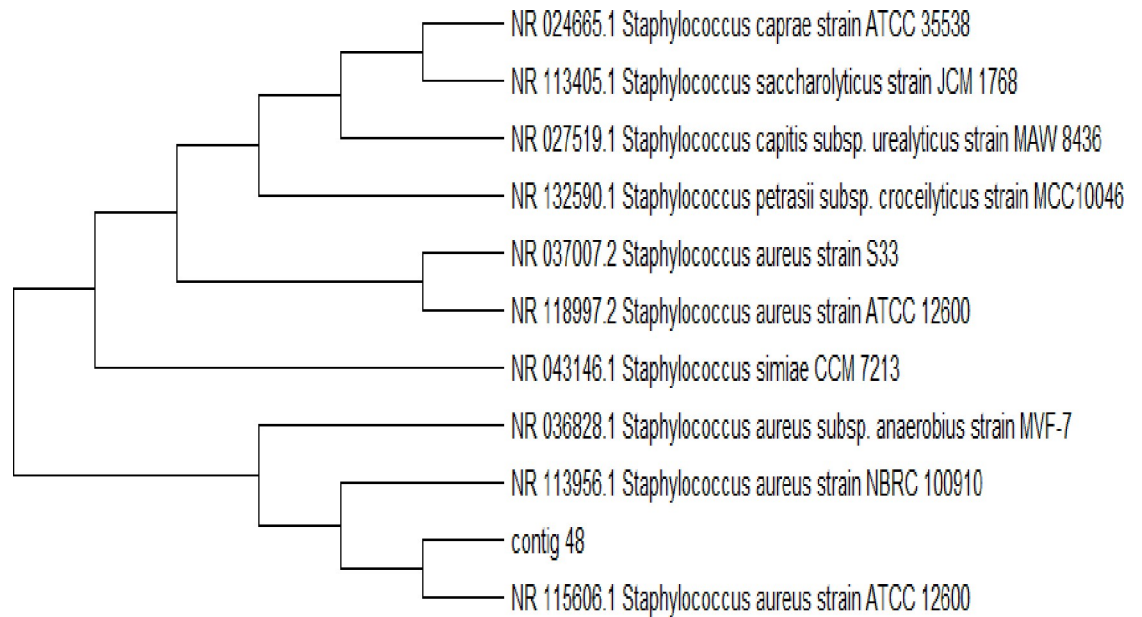 NR 024665.1 Staphylococcus caprae strain ATCC 35538
NR 113405.1 Staphylococcus saccharolyticus strain JCM 1768
NR 027519.1 Staphylococcus capitis subsp. urealyticus strain MAW 8436
NR 132590.1 Staphylococcus petrasii subsp. croceilyticus strain MCC10046
NR 037007.2 Staphylococcus aureus strain S33
NR 118997.2 Staphylococcus aureus strain ATCC 12600
NR 043146.1 Staphylococcus simiae CCM 7213
NR 036828.1 Staphylococcus aureus subsp. anaerobius strain MVF-7
NR 113956.1 Staphylococcus aureus strain NBRC 100910
contig 48
NR 115606.1 Staphylococcus aureus strain ATCC 12600